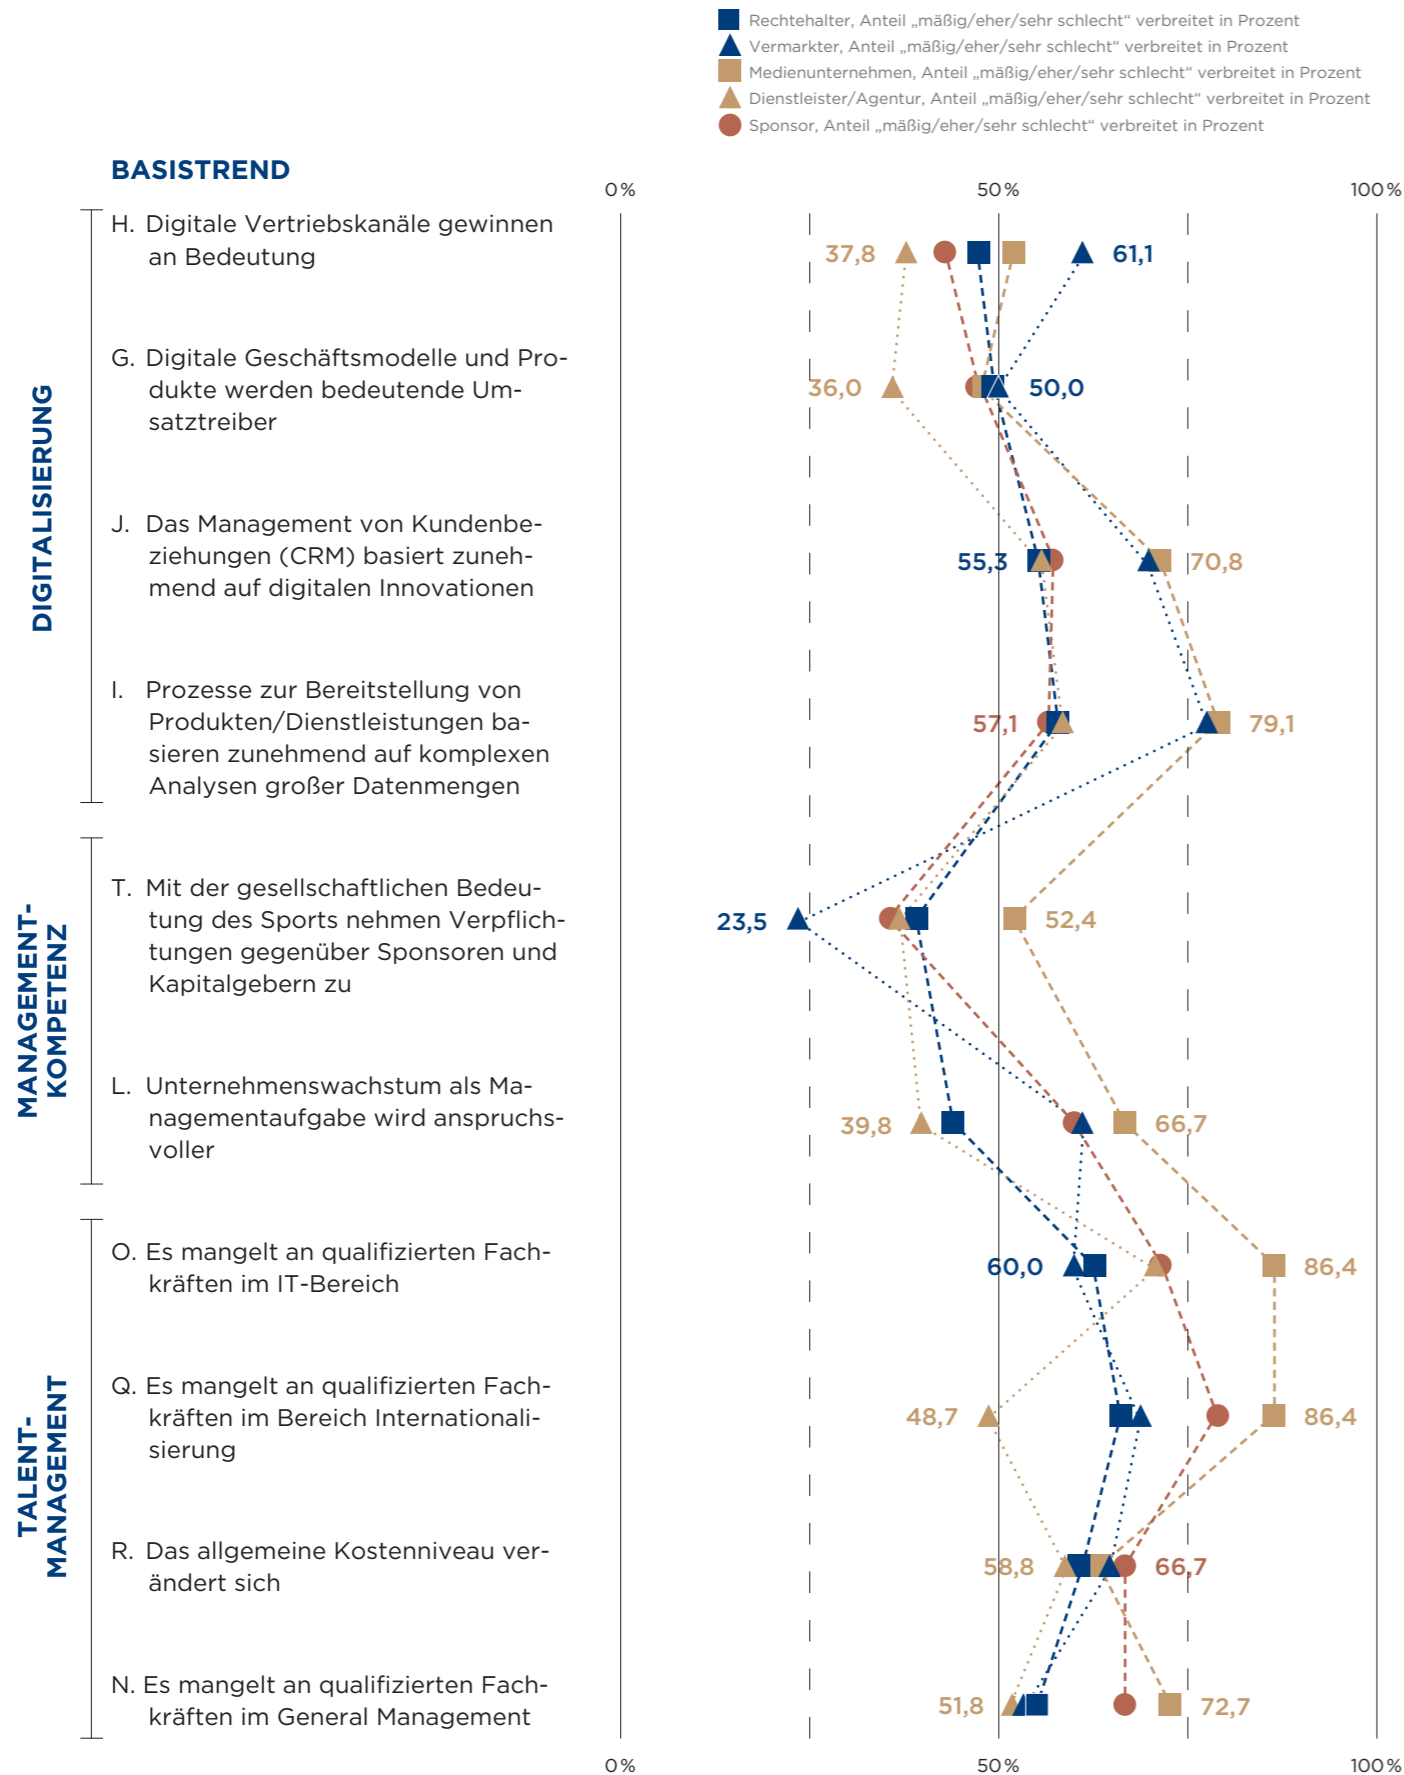 Rechtehalter, Anteil „mäßig/eher/sehr schlecht“ verbreitet in Prozent
Vermarkter, Anteil „mäßig/eher/sehr schlecht“ verbreitet in Prozent
Medienunternehmen, Anteil „mäßig/eher/sehr schlecht“ verbreitet in Prozent
Dienstleister/Agentur, Anteil „mäßig/eher/sehr schlecht“ verbreitet in Prozent
Sponsor, Anteil „mäßig/eher/sehr schlecht“ verbreitet in Prozent
BASISTREND
0 % 50 % 100 %
DIGITALISIERUNG
H. Digitale Vertriebskanäle gewinnen
an Bedeutung
37,8 61,1
G. Digitale Geschäftsmodelle und Pro-
dukte werden bedeutende Um-
satztreiber
36,0 50,0
J. Das Management von Kundenbe-
ziehungen (CRM) basiert zuneh-
mend auf digitalen Innovationen
55,3 70,8
I. Prozesse zur Bereitstellung von
Produkten/Dienstleistungen ba-
sieren zunehmend auf komplexen
Analysen großer Datenmengen
57,1 79,1
MANAGEMENT-
KOMPETENZ
T. Mit der gesellschaftlichen Bedeu-
tung des Sports nehmen Verpflich-
tungen gegenüber Sponsoren und
Kapitalgebern zu
23,5 52,4
L. Unternehmenswachstum als Ma-
nagementaufgabe wird anspruchs-
voller
39,8 66,7
TALENT-
MANAGEMENT
O. Es mangelt an qualifizierten Fach-
kräften im IT-Bereich
60,0 86,4
Q. Es mangelt an qualifizierten Fach-
kräften im Bereich Internationali-
sierung
48,7 86,4
R. Das allgemeine Kostenniveau ver-
ändert sich
58,8 66,7
N. Es mangelt an qualifizierten Fach-
kräften im General Management
51,8 72,7
0 % 50 % 100 %